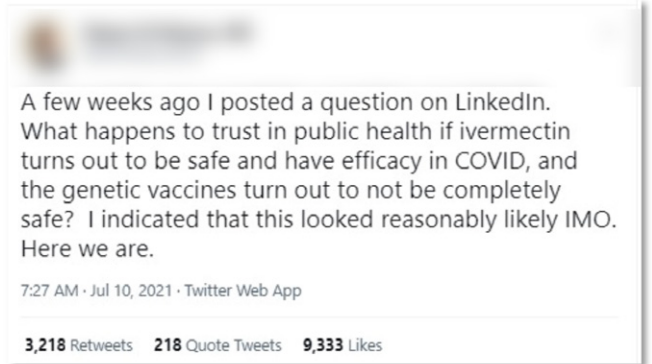 A few weeks ago I posted a question on LinkedIn.
What happens to trust in public health if ivermectin
turns out to be safe and have efficacy in COVID, and
the genetic vaccines turn out to not be completely
safe?  I indicated that this looked reasonably likely IMO.
Here we are.
7:27 AM · Jul 10, 2021 · Twitter Web App
3,218 Retweets 218 Quote Tweets 9,333 Likes